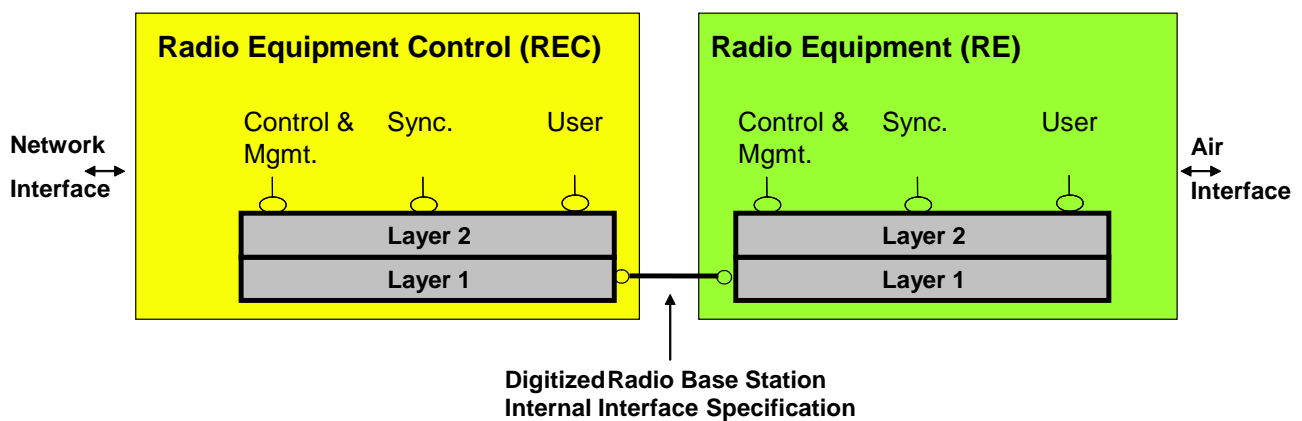 Radio Equipment Control (REC)
Radio Equipment (RE)
Control & Sync. User
Mgmt.
Control & Sync. User
Mgmt.
Network
Interface
Air
Interface
Layer 2
Layer 1
Layer 2
Layer 1
Digitized Radio Base Station
Internal Interface Specification